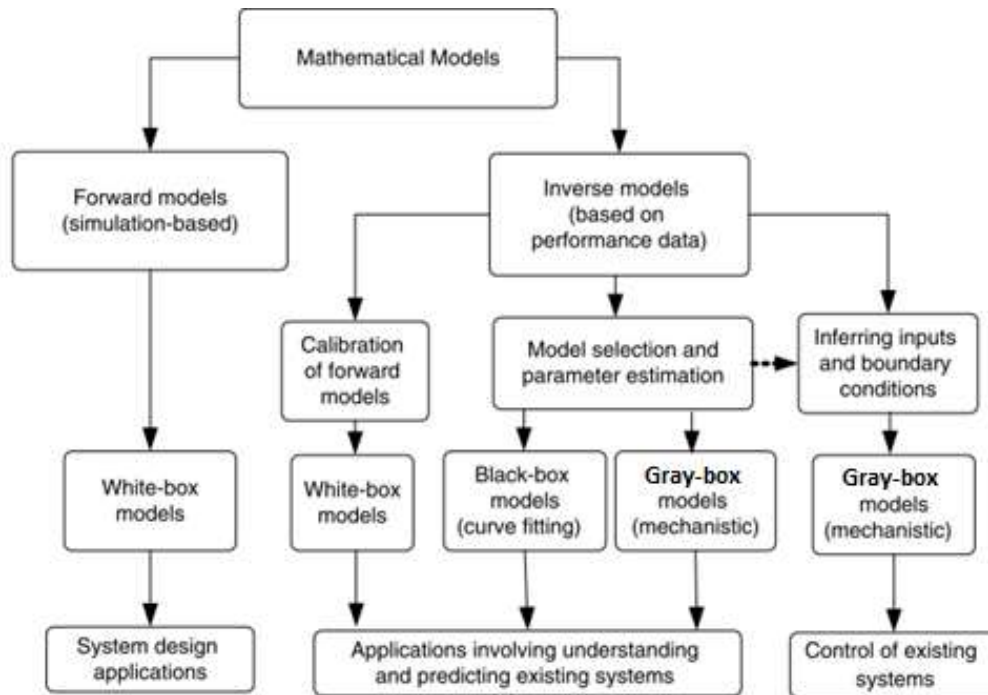 Mathematical Models
Forward models
(simulation-based)
Inverse models
(based on
performance data)
Calibration
of forward
models
Model selection and
parameter estimation
Inferring inputs
and boundary
conditions
White-box
models
White-box
models
Black-box
models
(curve fitting)
Gray-box
models
(mechanistic)
Gray-box
models
(mechanistic)
System design
applications
Applications involving understanding
and predicting existing systems
Control of existing
systems